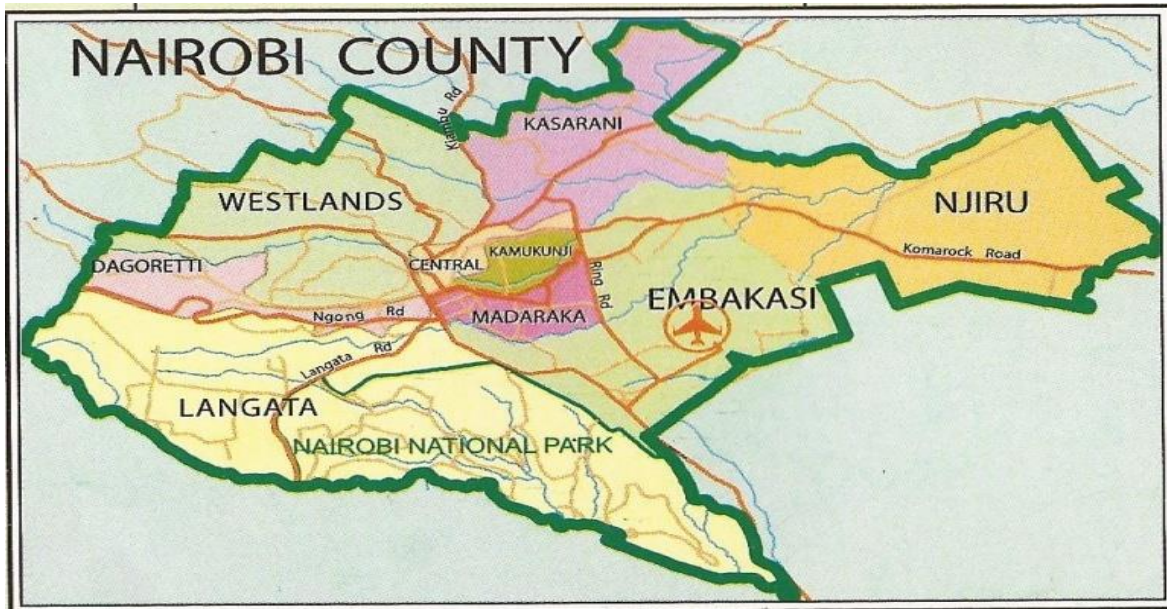 NAIROBI COUNTY
Kiambu Rd
KASARANI
WESTLANDS
NJIRU
KAMUKUNJI
DAGORETTI
CENTRAL
Komarock Road
Ring Rd
EMBAKASI
Ngong Rd
MADARAKA
Langata Rd
LANGATA
NAIROBI NATIONAL PARK